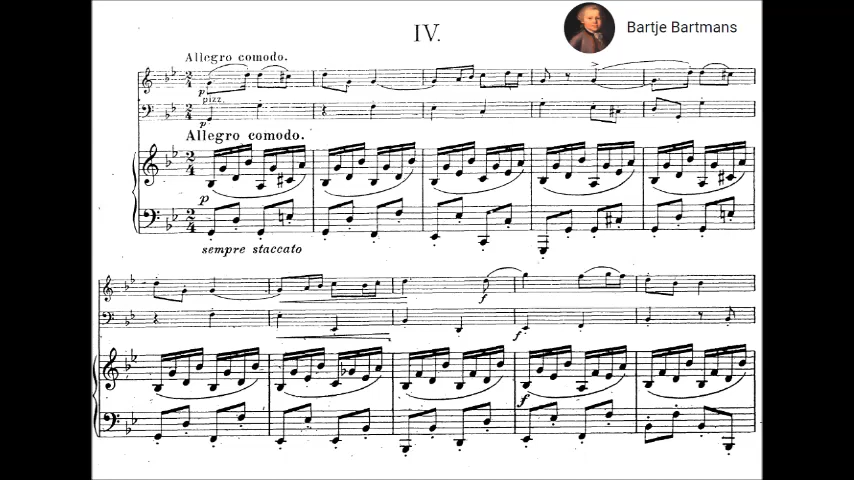 IV.
Bartje Bartmans
Allegro comodo.
p
pizz.
p
Allegro comodo.
p
sempre staccato
f
f
f